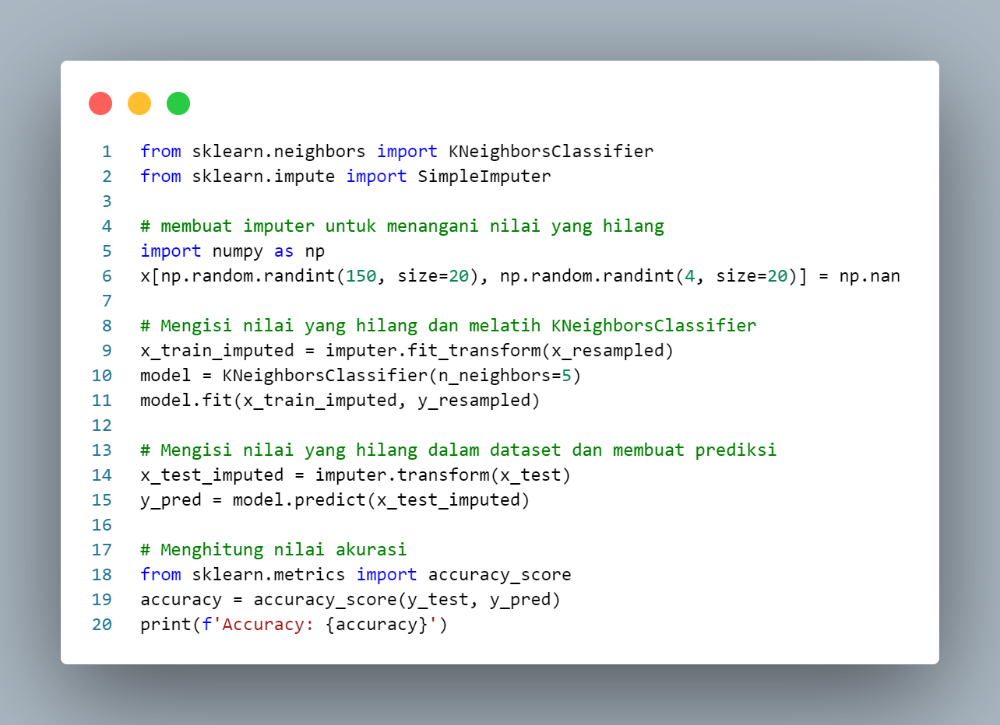 1 from sklearn.neighbors import KNeighborsClassifier
2 from sklearn.impute import SimpleImputer
3
4 # membuat imputer untuk menangani nilai yang hilang
5 import numpy as np
6 x[np.random.randint(150, size=20), np.random.randint(4, size=20)] = np.nan
7
8 # Mengisi nilai yang hilang dan melatih KNeighborsClassifier
9 x_train_imputed = imputer.fit_transform(x_resampled)
10 model = KNeighborsClassifier(n_neighbors=5)
11 model.fit(x_train_imputed, y_resampled)
12
13 # Mengisi nilai yang hilang dalam dataset dan membuat prediksi
14 x_test_imputed = imputer.transform(x_test)
15 y_pred = model.predict(x_test_imputed)
16
17 # Menghitung nilai akurasi
18 from sklearn.metrics import accuracy_score
19 accuracy = accuracy_score(y_test, y_pred)
20 print(f'Accuracy: {accuracy}')